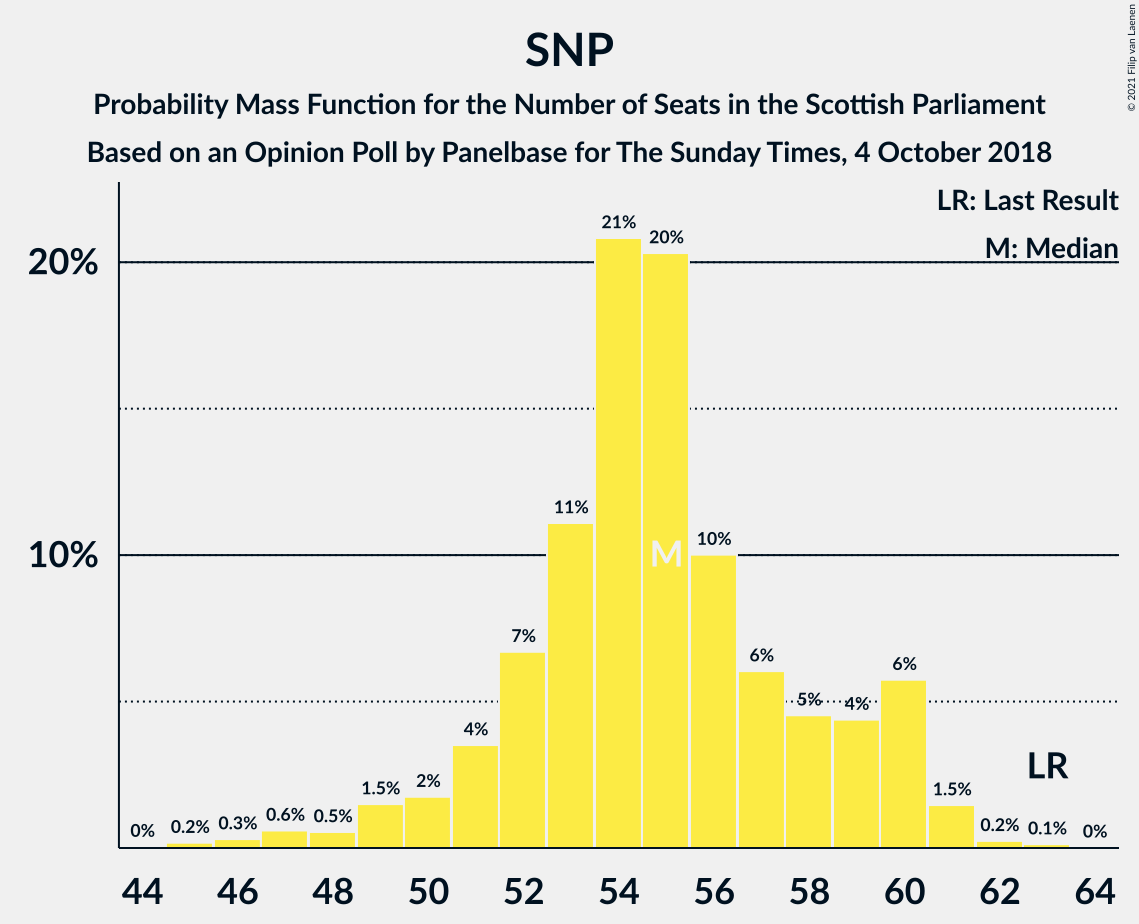 SNP
Probability Mass Function for the Number of Seats in the Scottish Parliament
Based on an Opinion Poll by Panelbase for The Sunday Times, 4 October 2018
© 2021 Filip van Laenen
LR: Last Result
M: Median
20%
10%
0%
0.2%
0.3%
0.6%
0.5%
1.5%
2%
4%
7%
11%
21%
20%
M
10%
6%
5%
4%
6%
1.5%
0.2%
0.1%
0%
LR
44 46 48 50 52 54 56 58 60 62 64